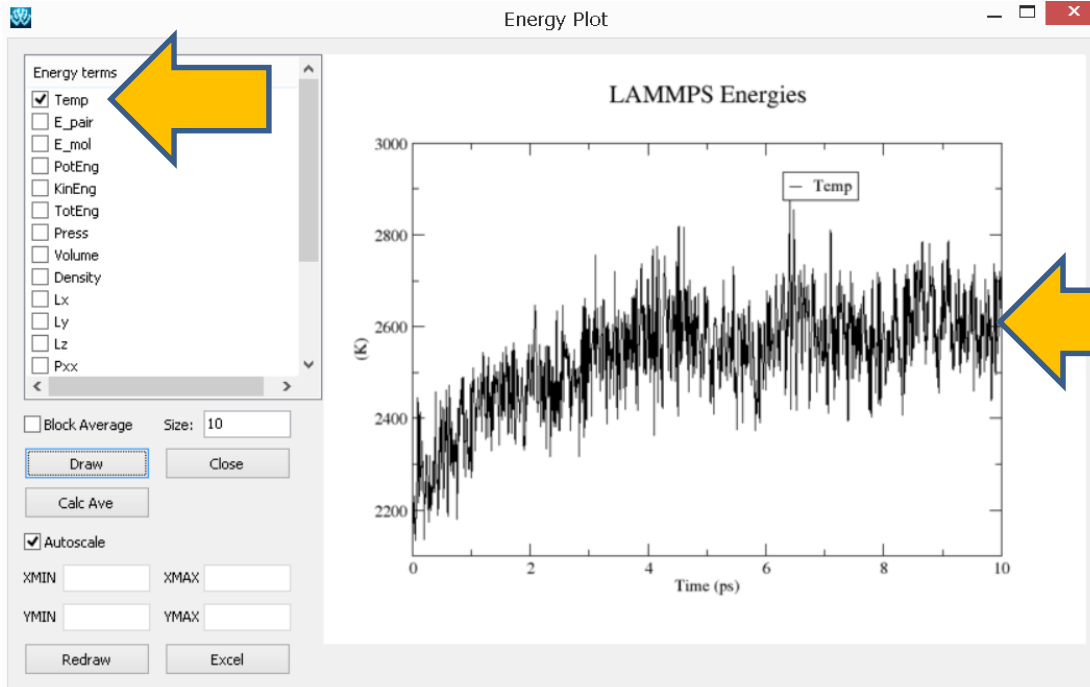 Energy Plot
Energy terms
Temp
E_pair
E_mol
PotEng
KinEng
TotEng
Press
Volume
Density
Lx
Ly
Lz
Pxx
Block Average Size: 10
Draw Close
Calc Ave
Autoscale
XMIN XMAX
YMIN YMAX
Redraw Excel
LAMMPS Energies
Temp
3000
2800
2600
2400
2200
(K)
0 2 4 6 8 10
Time (ps)